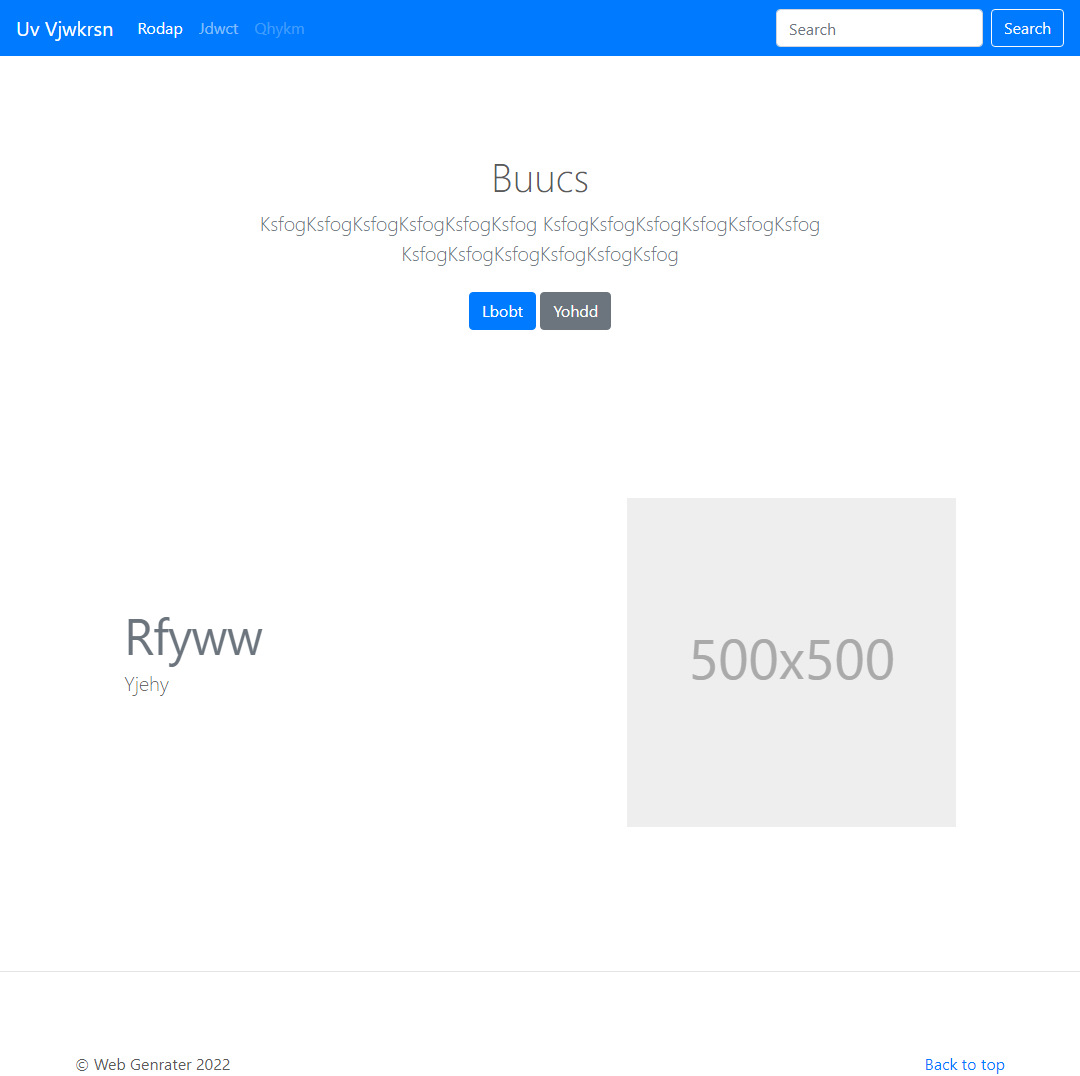 Uv Vjwkrsn Rodap Jdwct Qhykm Search Search
Buucs
KsfogKsfogKsfogKsfogKsfogKsfog KsfogKsfogKsfogKsfogKsfogKsfog
KsfogKsfogKsfogKsfogKsfogKsfog
Lbobt Yohdd
Rfyww
Yjehy
500x500
© Web Genrater 2022 Back to top